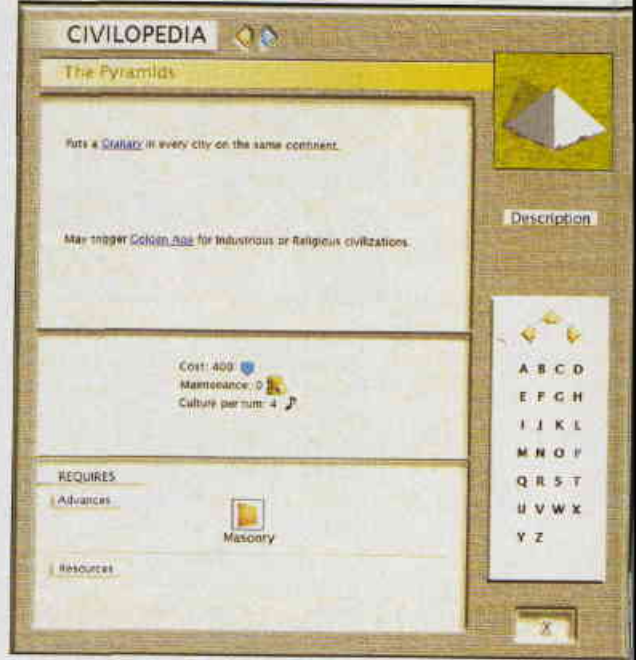 CIVILOPEDIA
The Pyramids
Puts a Granary in every city on the same continent.
May trigger Golden Age for Industrious or Religious civilizations.
Description
Cost: 400
Maintenance: 0
Culture per turn: 4
A B C D
E F G H
I J K L
M N O P
Q R S T
U V W X
Y Z
REQUIRES
Advances
Masonry
Resources
X